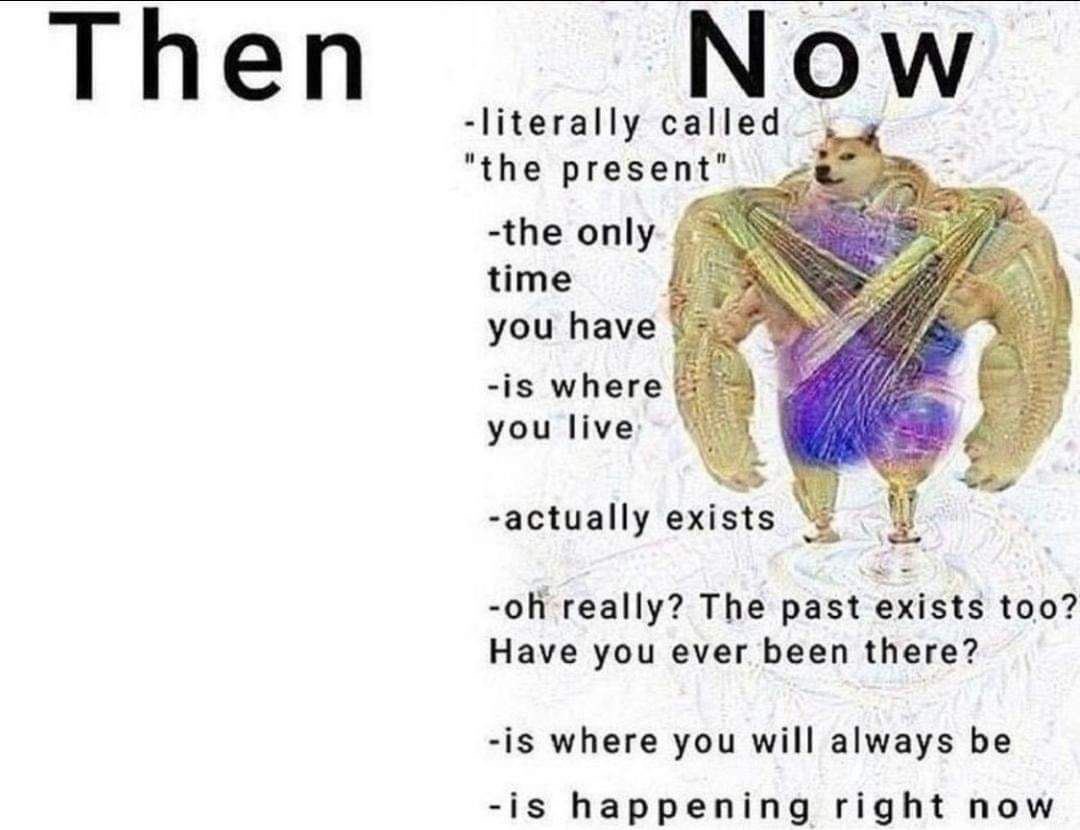 Then
Now
-literally called
"the present"
-the only
time
you have
-is where
you live
-actually exists
-oh really? The past exists too?
Have you ever been there?
-is where you will always be
-is happening right now